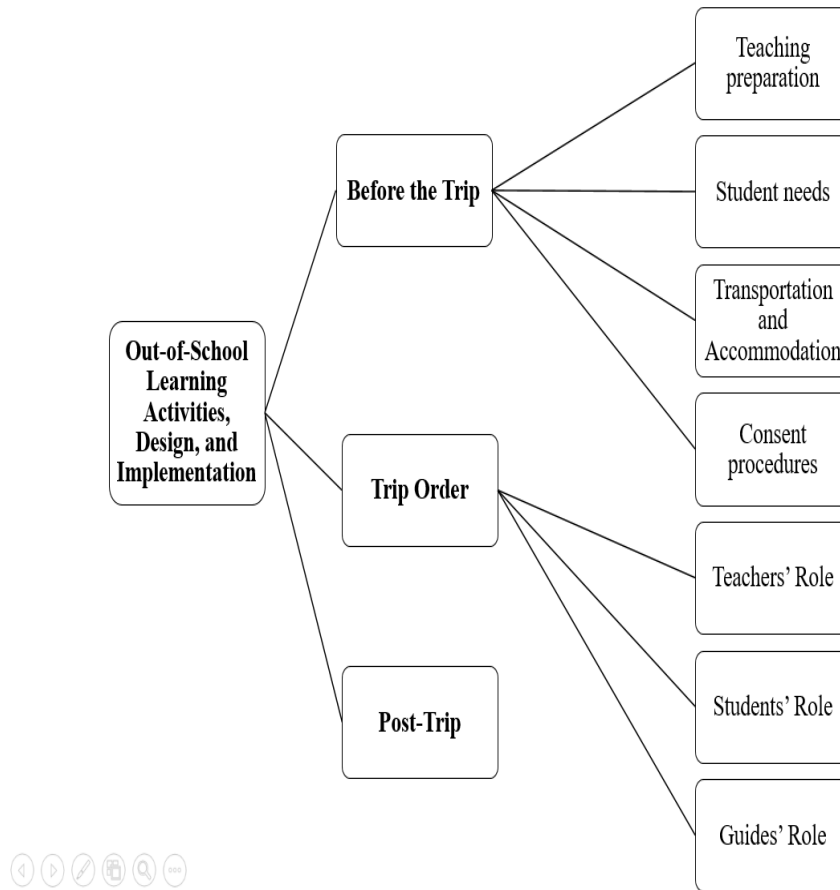 Out-of-School
Learning
Activities,
Design, and
Implementation
Before the Trip
Trip Order
Post-Trip
Teaching
preparation
Student needs
Transportation
and
Accommodation
Consent
procedures
Teachers’ Role
Students’ Role
Guides’ Role